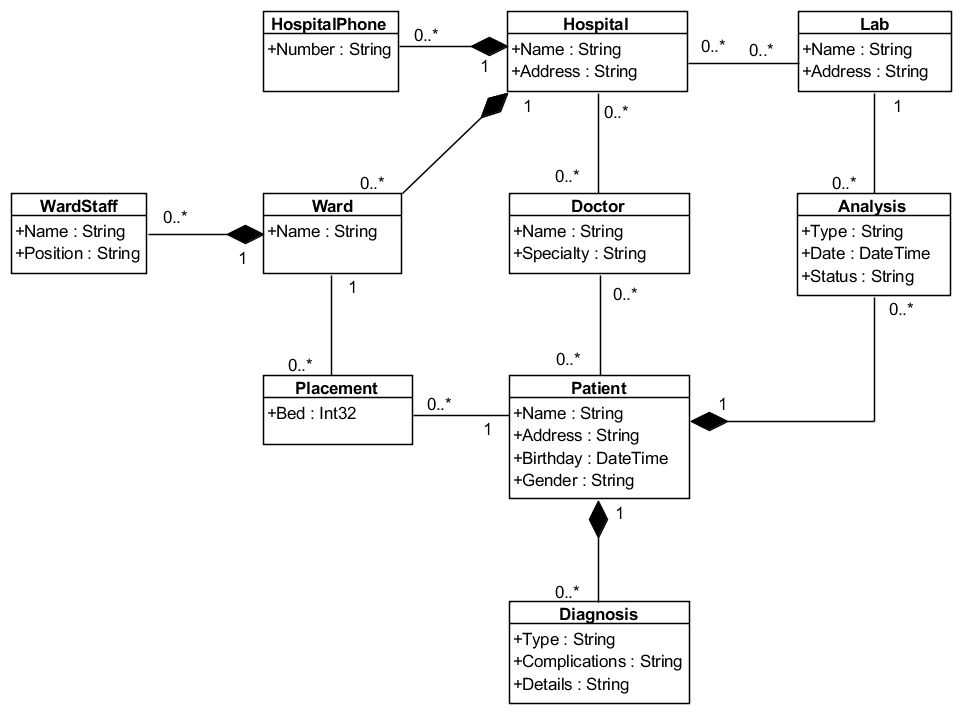 HospitalPhone
+Number : String
0..*
1
Hospital
+Name : String
+Address : String
0..*
0..*
Lab
+Name : String
+Address : String
1
0..*
1
0..*
0..*
0..*
WardStaff
+Name : String
+Position : String
0..*
1
Ward
+Name : String
Doctor
+Name : String
+Specialty : String
Analysis
+Type : String
+Date : DateTime
+Status : String
1
0..*
0..*
0..*
0..*
Placement
+Bed : Int32
0..*
1
Patient
+Name : String
+Address : String
+Birthday : DateTime
+Gender : String
1
1
0..*
Diagnosis
+Type : String
+Complications : String
+Details : String